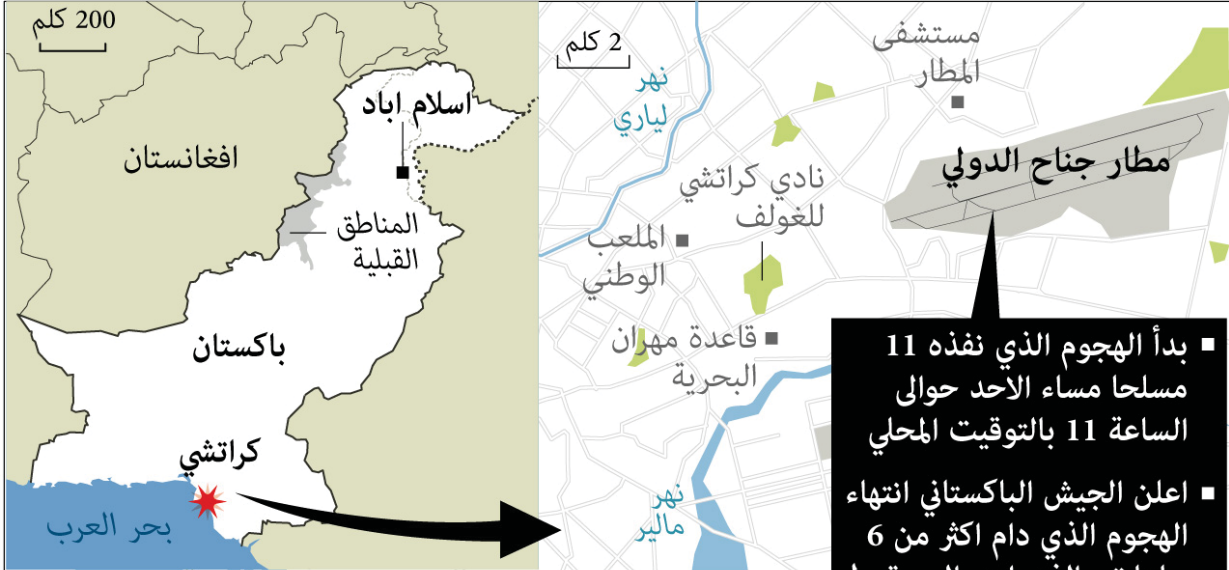 200 كلم
اسلام اباد
افغانستان
المناطق
القبلية
باكستان
كراتشي
بحر العرب
2 كلم
مستشفى
المطار
نهر
لياري
مطار جناح الدولي
نادي كراتشي
للغولف
الملعب
الوطني
قاعدة مهران
البحرية
نهر
مالير
■ بدأ الهجوم الذي نفذه 11
مسلحا مساء الاحد حوالى
الساعة 11 بالتوقيت المحلي
■ اعلن الجيش الباكستاني انتهاء
الهجوم الذي دام اكثر من 6